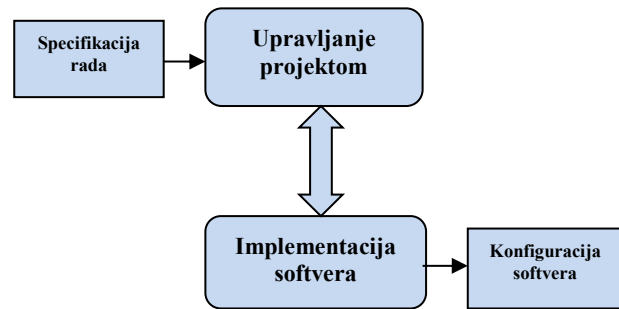 Specifikacija
rada
Upravljanje
projektom
Implementacija
softvera
Konfiguracija
softvera